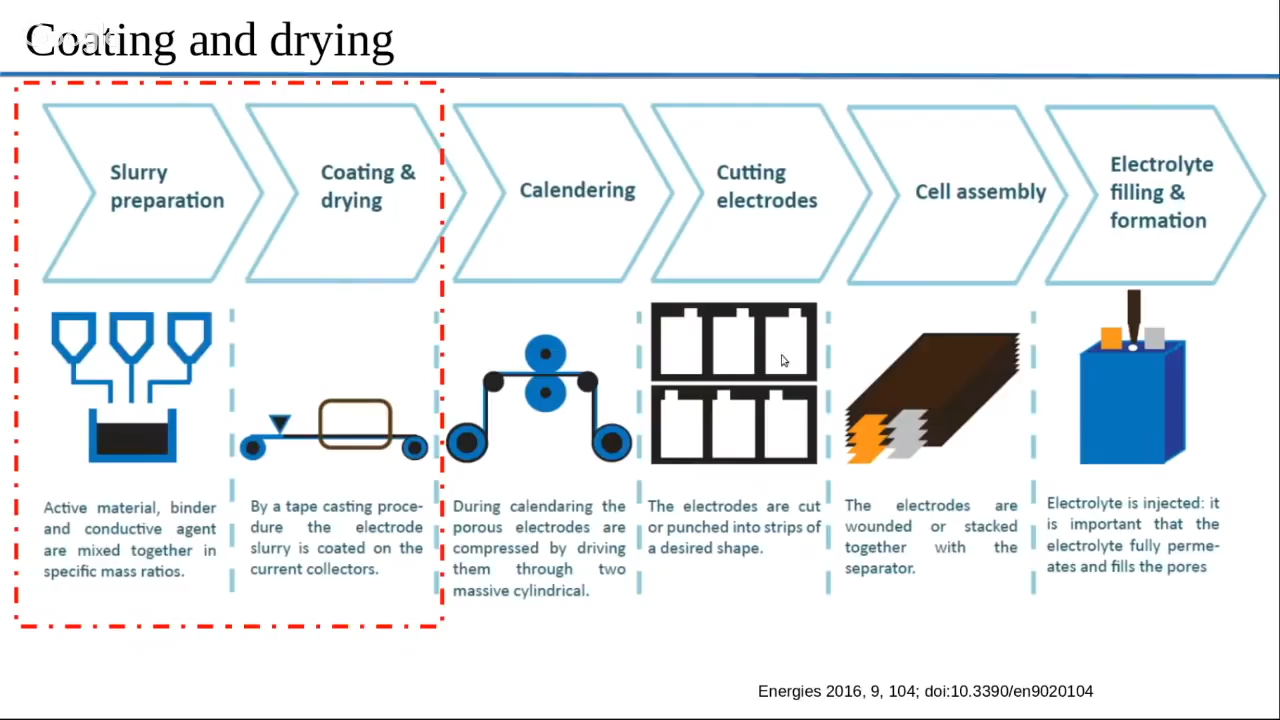 Coating and drying
Google
Slurry
preparation
Coating &
drying
Calendering
Cutting
electrodes
Cell assembly
Electrolyte
filling &
formation
Active material, binder
and conductive agent
are mixed together in
specific mass ratios.
By a tape casting proce-
dure the electrode
slurry is coated on the
current collectors.
During calendaring the
porous electrodes are
compressed by driving
them through two
massive cylindrical.
The electrodes are cut
or punched into strips of
a desired shape.
The electrodes are
wounded or stacked
together with the
separator.
Electrolyte is injected: it
is important that the
electrolyte fully perme-
ates and fills the pores
Energies 2016, 9, 104; doi:10.3390/en9020104